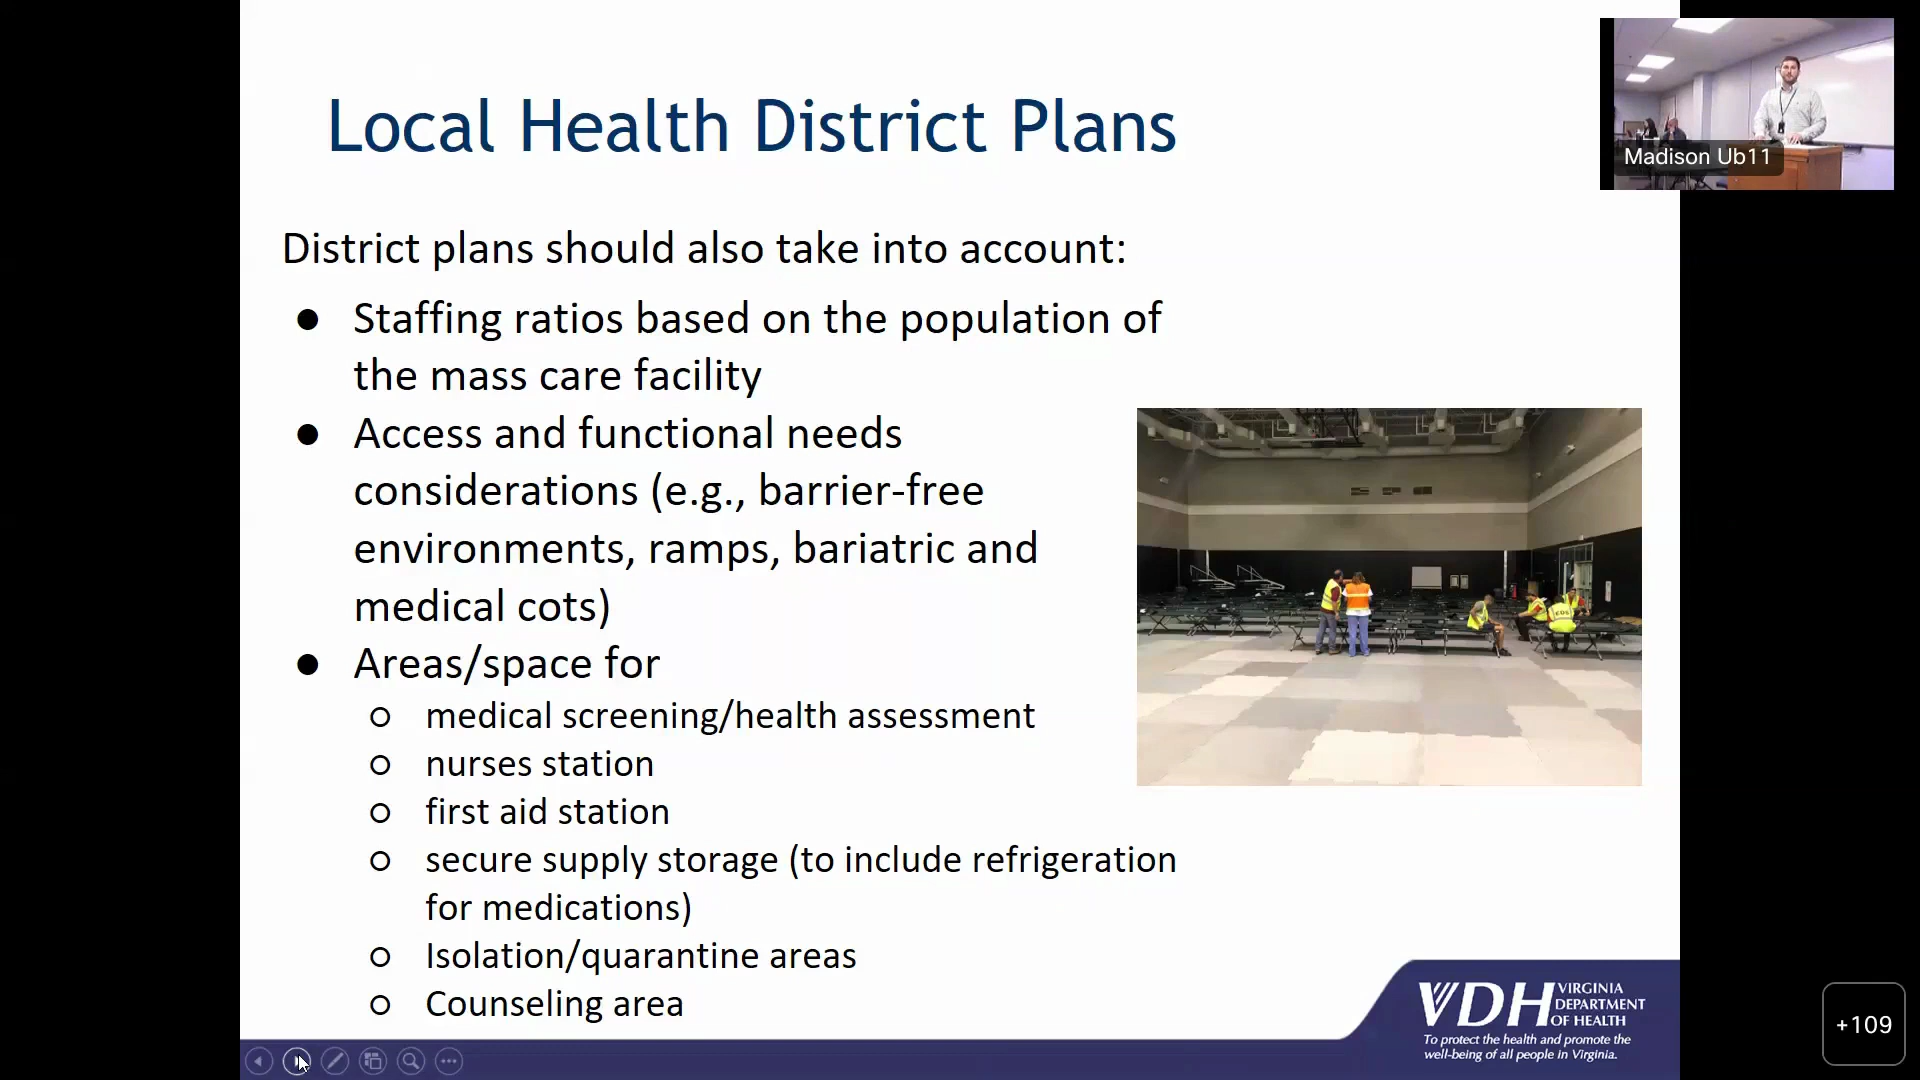 Local Health District Plans
Madison Ub11
District plans should also take into account:
● Staffing ratios based on the population of
the mass care facility
● Access and functional needs
considerations (e.g., barrier-free
environments, ramps, bariatric and
medical cots)
● Areas/space for
○ medical screening/health assessment
○ nurses station
○ first aid station
○ secure supply storage (to include refrigeration
for medications)
○ Isolation/quarantine areas
○ Counseling area
VDH VIRGINIA
DEPARTMENT
OF HEALTH
To protect the health and promote the
well-being of all people in Virginia.
+109